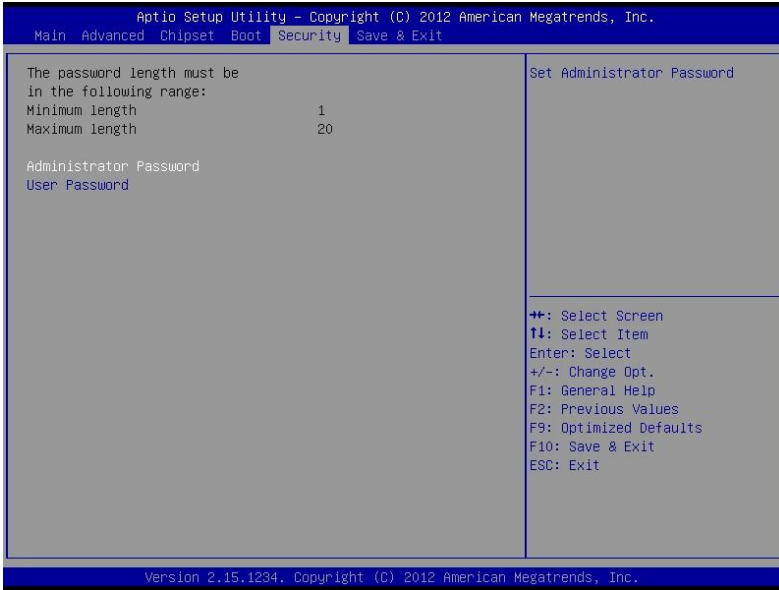 Aptio Setup Utility – Copyright (C) 2012 American Megatrends, Inc.
Main Advanced Chipset Boot Security Save & Exit
The password length must be
in the following range:
Minimum length 1
Maximum length 20
Administrator Password
User Password
Set Administrator Password
→←: Select Screen
↑↓: Select Item
Enter: Select
+/-: Change Opt.
F1: General Help
F2: Previous Values
F9: Optimized Defaults
F10: Save & Exit
ESC: Exit
Version 2.15.1234. Copyright (C) 2012 American Megatrends, Inc.